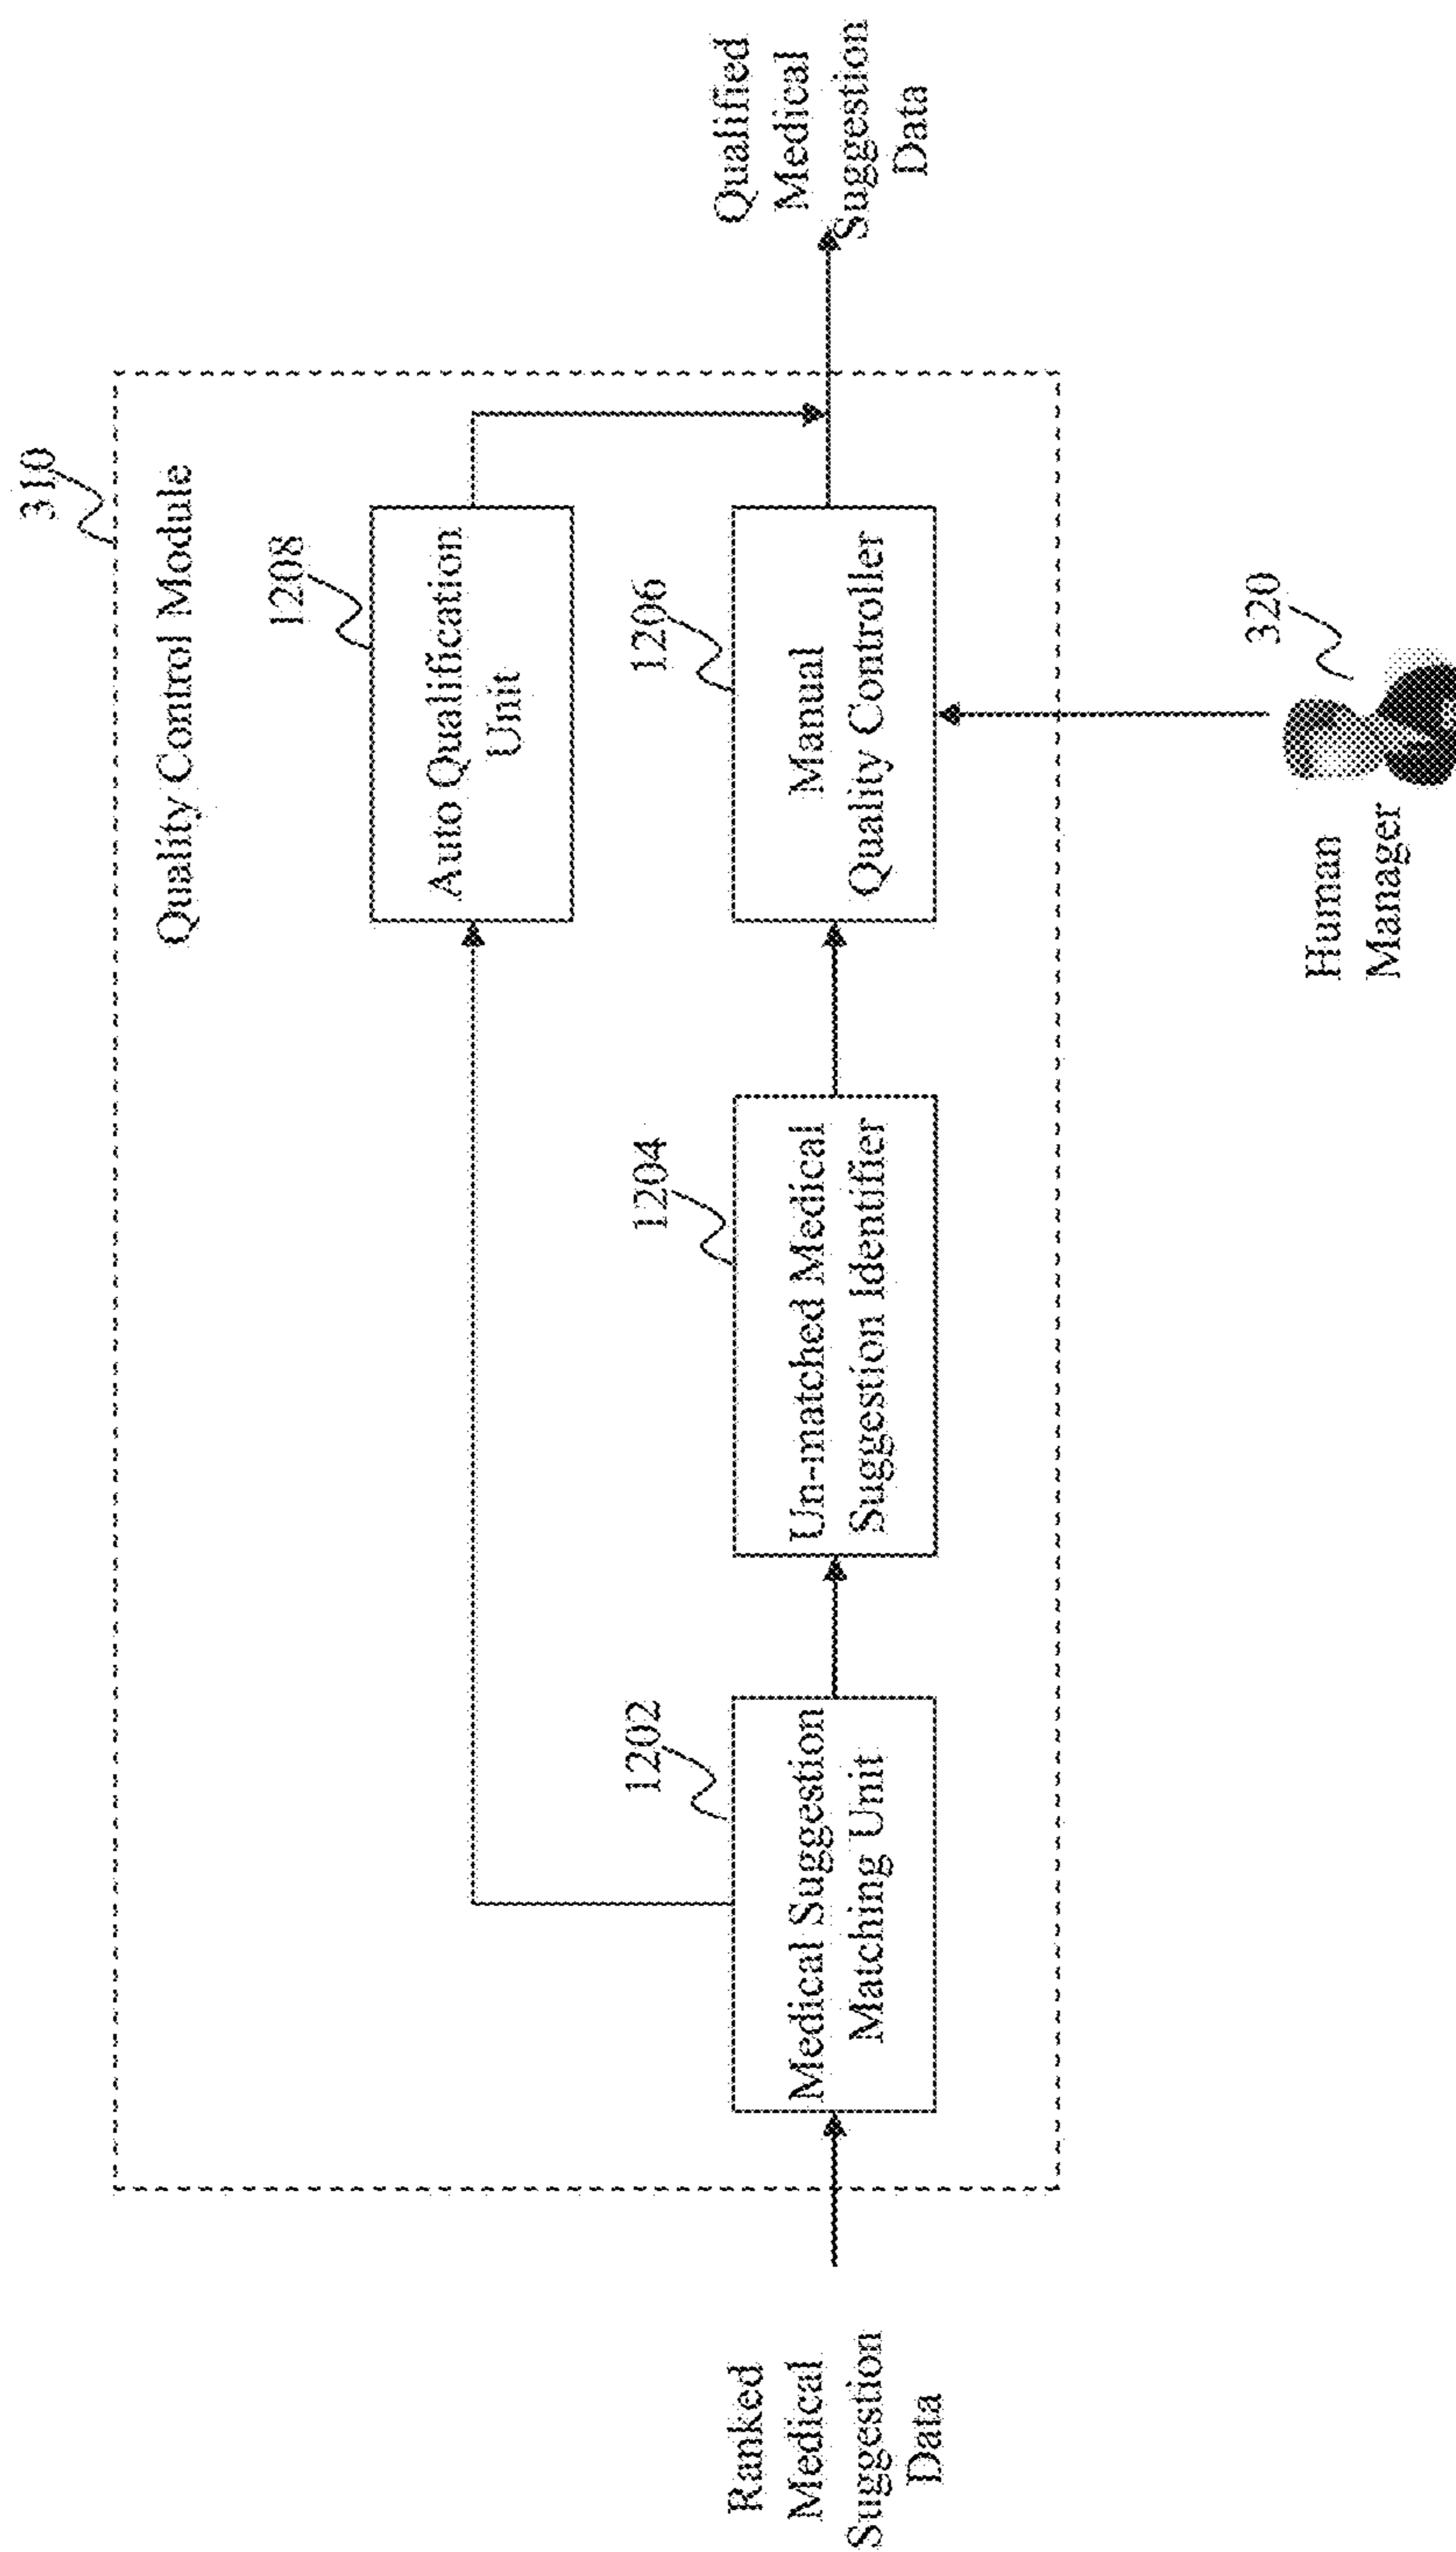 310
Quality Control Module
1208
Auto Qualification
Unit
1202
Medical Suggestion
Matching Unit
1204
Un-matched Medical
Suggestion Identifier
1206
Manual
Quality Controller
Ranked
Medical
Suggestion
Data
Qualified
Medical
Suggestion
Data
320
Human
Manager